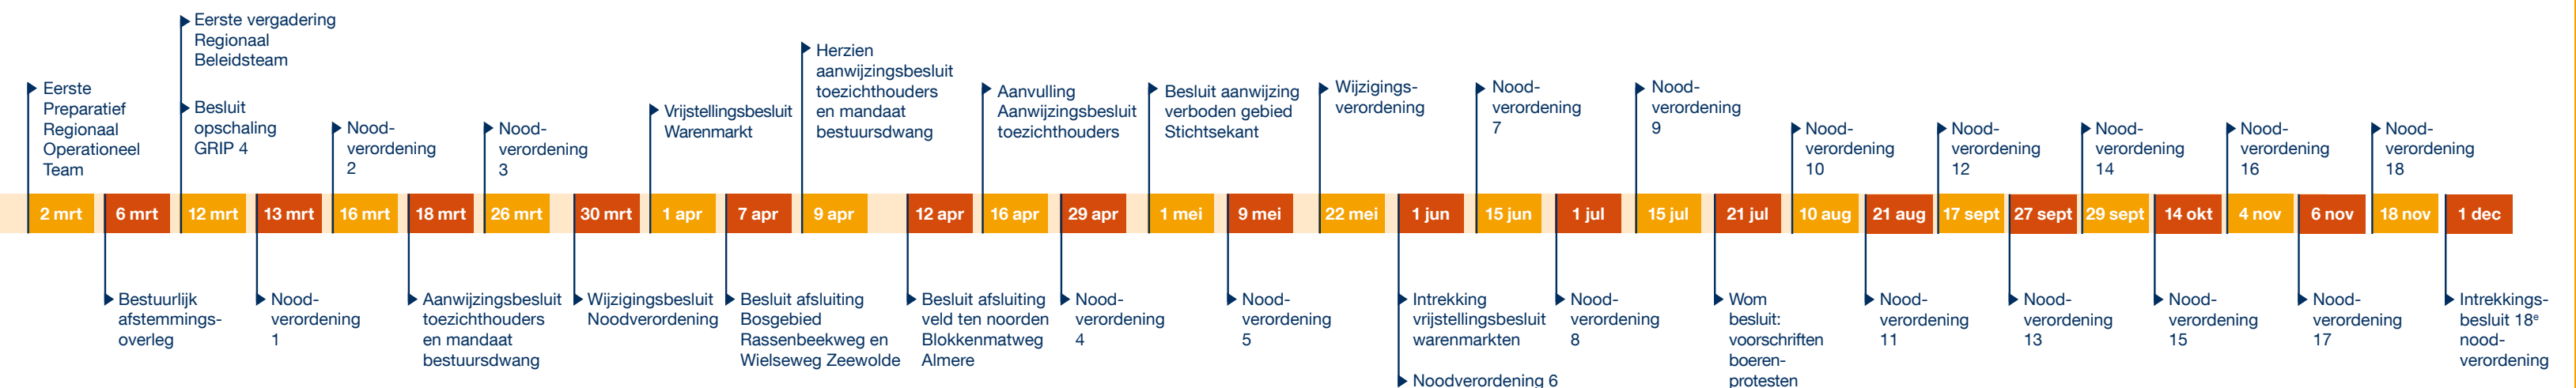 Eerste
Preparatief
Regionaal
Operationeel
Team
Eerste vergadering
Regionaal
Beleidsteam
Besluit
opschaling
GRIP 4
Nood-
verordening
2
Nood-
verordening
3
Vrijstellingsbesluit
Warenmarkt
Herzien
aanwijzingsbesluit
toezichthouders
en mandaat
bestuursdwang
Aanvulling
Aanwijzingsbesluit
toezichthouders
Besluit aanwijzing
verboden gebied
Stichtsekant
Wijzigings-
verordening
Nood-
verordening
7
Nood-
verordening
9
Nood-
verordening
10
Nood-
verordening
12
Nood-
verordening
14
Nood-
verordening
16
Nood-
verordening
18
2 mrt 6 mrt 12 mrt 13 mrt 16 mrt 18 mrt 26 mrt 30 mrt 1 apr 7 apr 9 apr 12 apr 16 apr 29 apr 1 mei 9 mei 22 mei 1 jun 15 jun 1 jul 15 jul 21 jul 10 aug 21 aug 17 sept 27 sept 29 sept 14 okt 4 nov 6 nov 18 nov 1 dec
Bestuurlijk
afstemmings-
overleg
Nood-
verordening
1
Aanwijzingsbesluit
toezichthouders
en mandaat
bestuursdwang
Wijzigingsbesluit
Noodverordening
Besluit afsluiting
Bosgebied
Rassenbeekweg en
Wielseweg Zeewolde
Besluit afsluiting
veld ten noorden
Blokkenmatweg
Almere
Nood-
verordening
4
Nood-
verordening
5
Intrekking
vrijstellingsbesluit
warenmarkten
Noodverordening 6
Nood-
verordening
8
Wom
besluit:
voorschriften
boeren-
protesten
Nood-
verordening
11
Nood-
verordening
13
Nood-
verordening
15
Nood-
verordening
17
Intrekkings-
besluit 18e
nood-
verordening